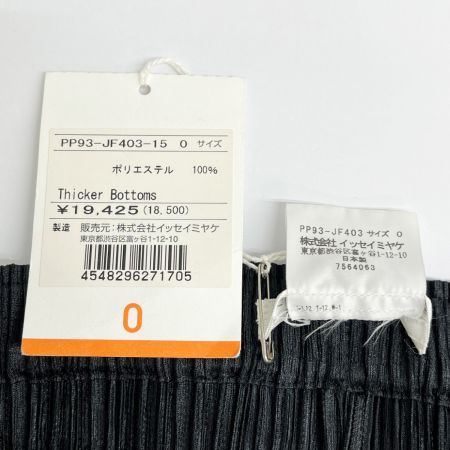 PP93-JF403-15 0 サイズ
ポリエステル 100%
Thicker Bottoms
¥19,425(18,500)
製造 販売元:株式会社イッセイミヤケ
東京都渋谷区富ヶ谷1-12-10
4548296271705
0
PP93-JF403 サイズ 0
株式会社 イッセイミヤケ
東京都渋谷区富ヶ谷1-12-10
日本製
7564063